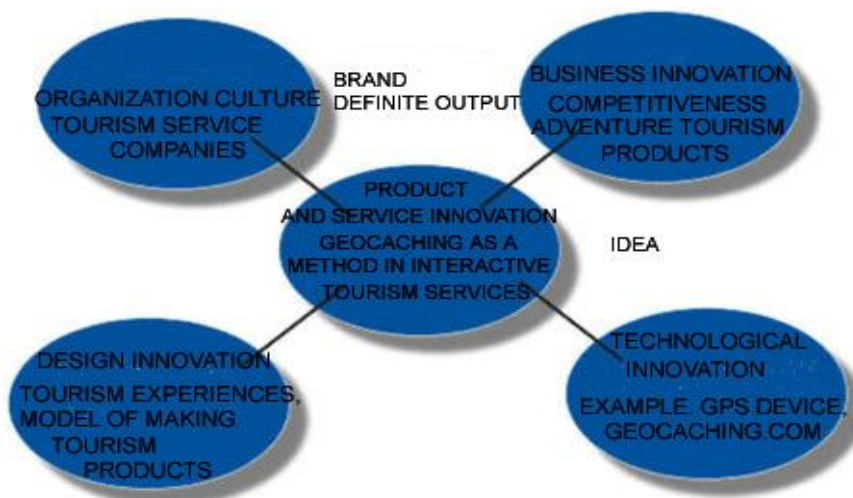 ORGANIZATION CULTURE
TOURISM SERVICE
COMPANIES
BRAND
DEFINITE OUTPUT
BUSINESS INNOVATION
COMPETITIVENESS
ADVENTURE TOURISM
PRODUCTS
PRODUCT
AND SERVICE INNOVATION
GEOCACHING AS A
METHOD IN INTERACTIVE
TOURISM SERVICES
IDEA
DESIGN INNOVATION
TOURISM EXPERIENCES,
MODEL OF MAKING
TOURISM
PRODUCTS
TECHNOLOGICAL
INNOVATION
EXAMPLE. GPS DEVICE,
GEOCACHING.COM